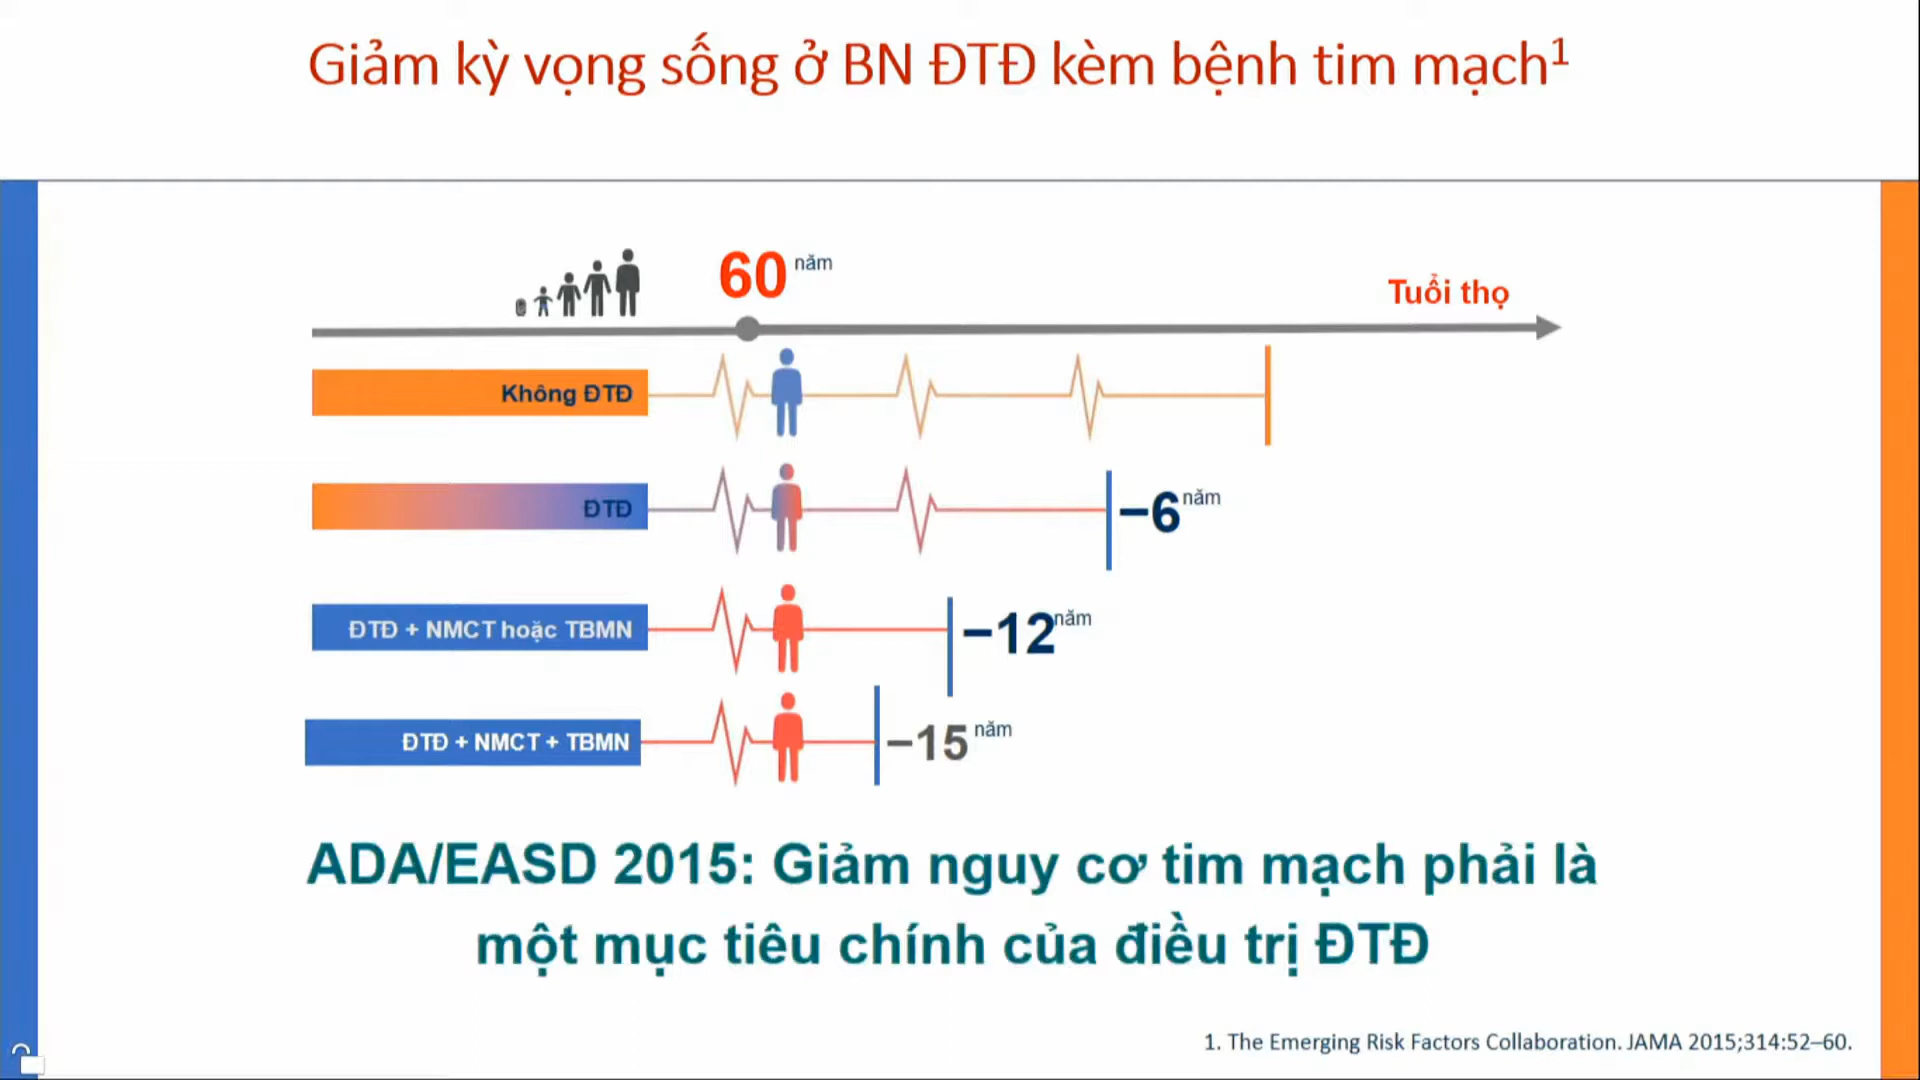 Giảm kỳ vọng sống ở BN ĐTĐ kèm bệnh tim mạch¹
60 năm
Tuổi thọ
Không ĐTĐ
ĐTĐ
−6 năm
ĐTĐ + NMCT hoặc TBMN
−12 năm
ĐTĐ + NMCT + TBMN
−15 năm
ADA/EASD 2015: Giảm nguy cơ tim mạch phải là
một mục tiêu chính của điều trị ĐTĐ
1. The Emerging Risk Factors Collaboration. JAMA 2015;314:52–60.